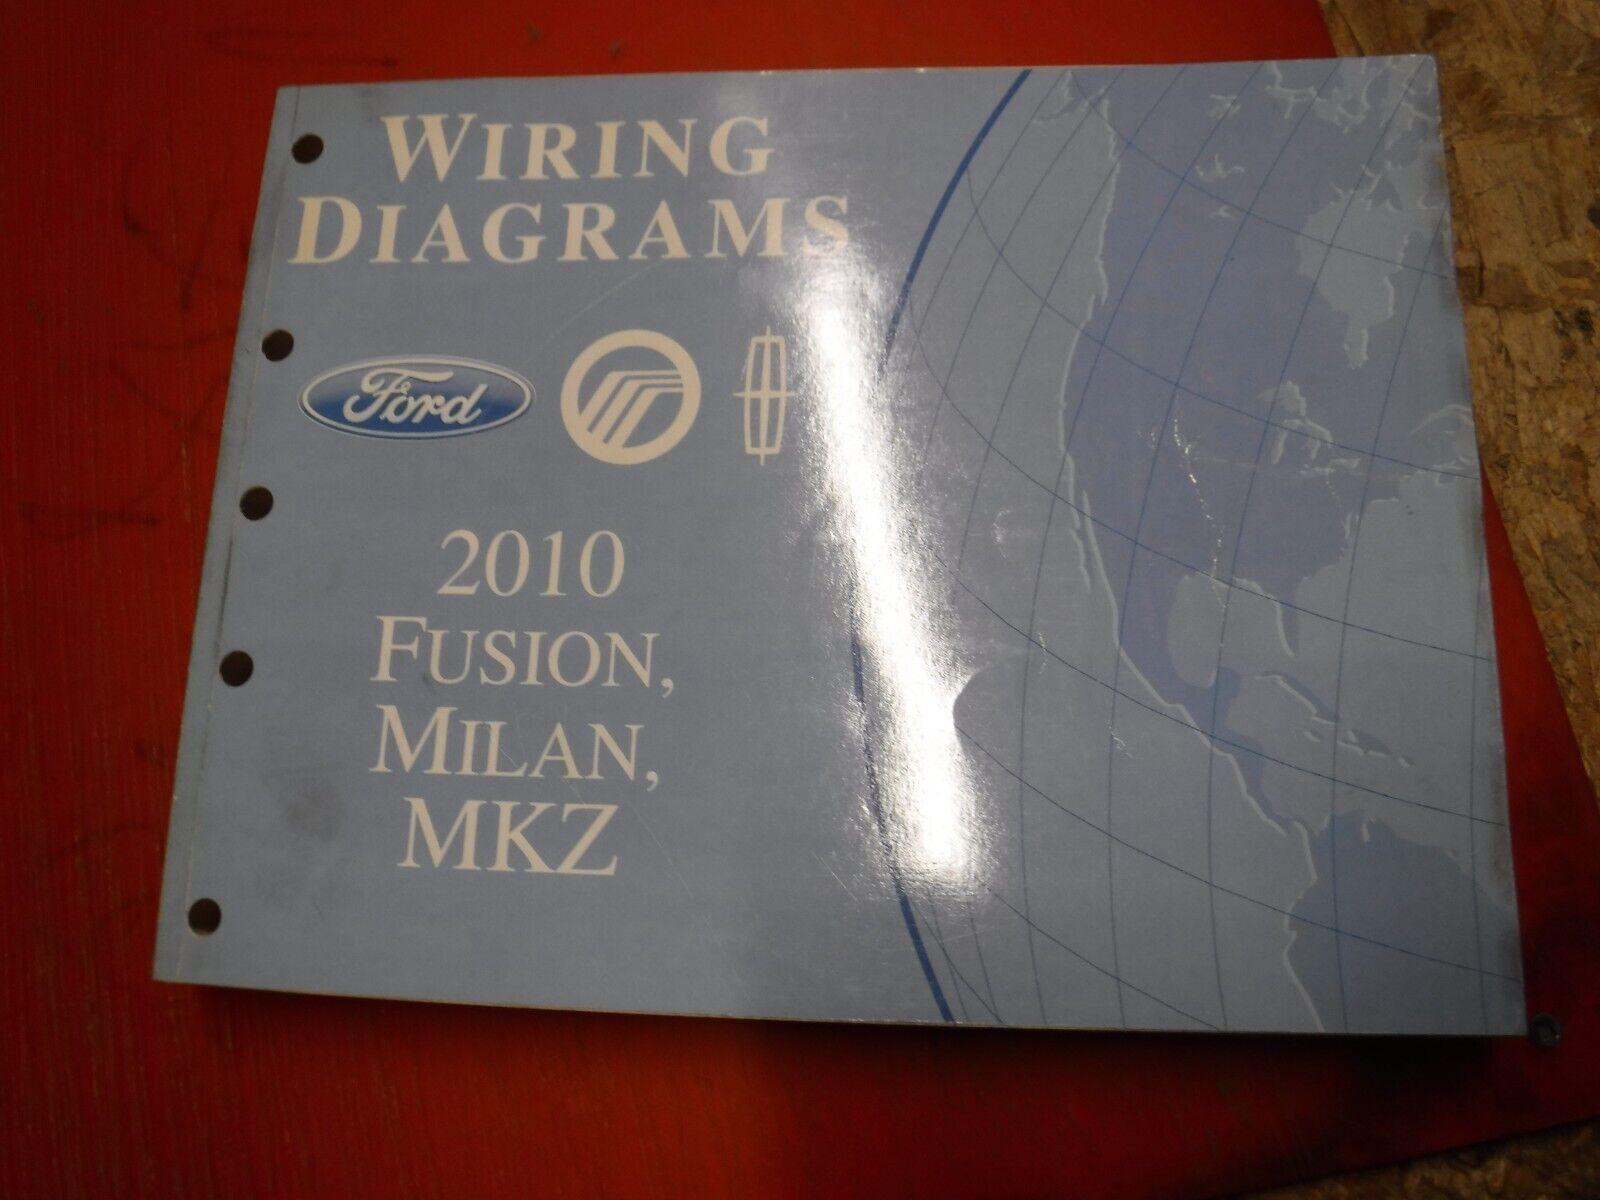 WIRING
DIAGRAMS
Ford
2010
FUSION,
MILAN,
MKZ